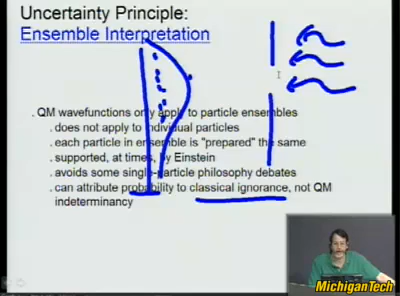 Uncertainty Principle:
Ensemble Interpretation
. QM wavefunctions only apply to particle ensembles
. does not apply to individual particles
. each particle in ensemble is "prepared" the same
. supported, at times, by Einstein
. avoids some single-particle philosophy debates
. can attribute probability to classical ignorance, not QM
indeterminancy
MichiganTech